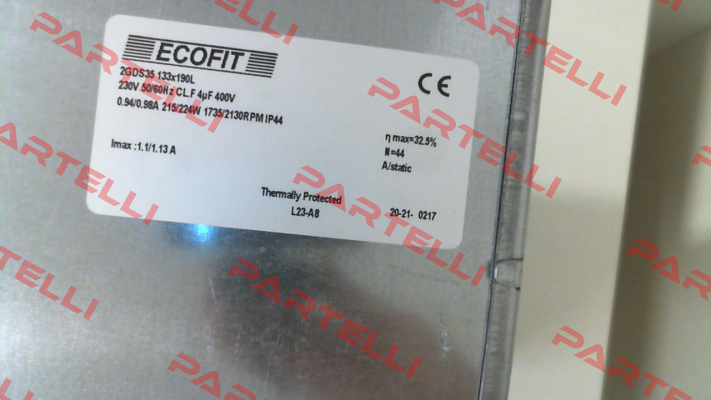 ECOFIT
2GDS35 133x190L
230V 50/60Hz CL.F 4µF 400V
0.94/0.98A 215/224W 1735/2130RPM IP44
Imax :1.1/1.13 A
CE
η max=32.5%
N=44
A/static
Thermally Protected
L23-A8
20-21- 0217
PARTELLI
PARTELLI
PARTELLI
PARTELLI
PARTELLI
PARTELLI
PARTELLI
PARTELLI
PARTELLI